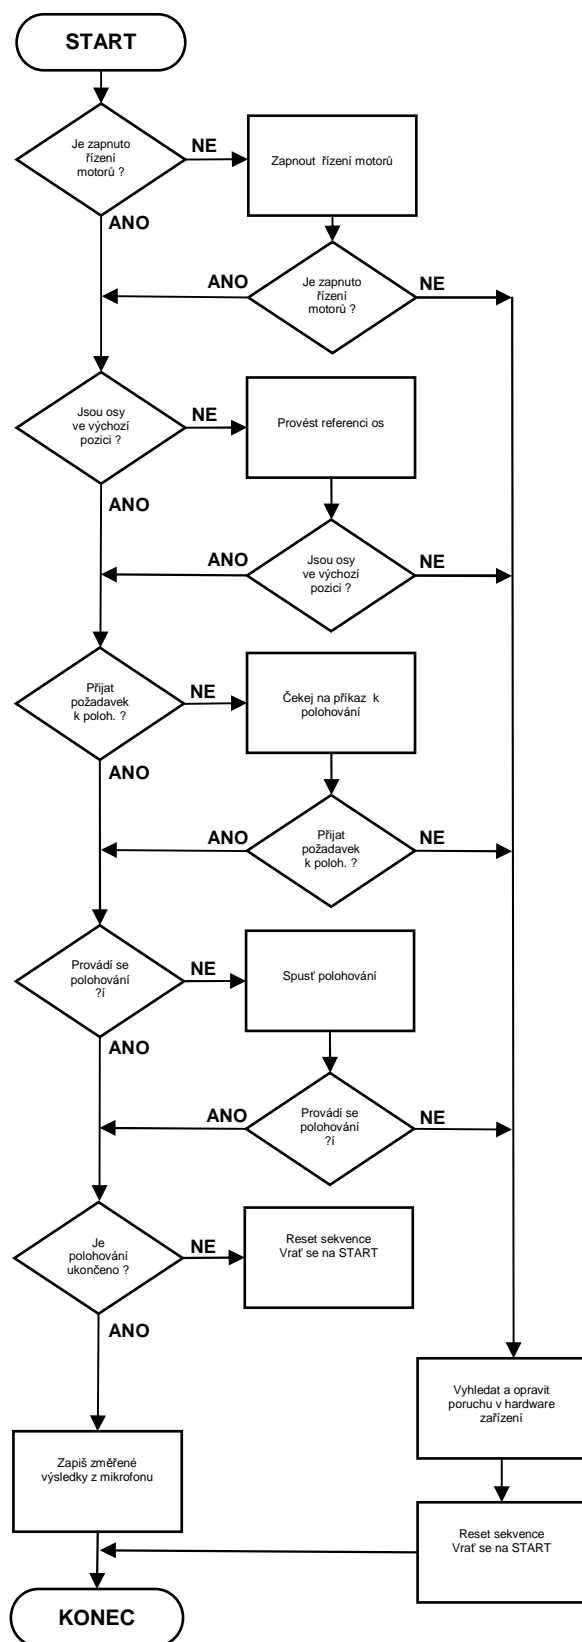 START
Je zapnuto
řízení
motorů ?
NE
Zapnout řízení motorů
ANO
ANO
Je zapnuto
řízení
motorů ?
NE
Jsou osy
ve výchozí
pozici ?
NE
Provést referenci os
ANO
ANO
Jsou osy
ve výchozí
pozici ?
NE
Přijat
požadavek
k poloh. ?
NE
Čekej na příkaz k
polohování
ANO
ANO
Přijat
požadavek
k poloh. ?
NE
Provádí se
polohování
?í
NE
Spusť polohování
ANO
ANO
Provádí se
polohování
?í
NE
Je
polohování
ukončeno ?
NE
Reset sekvence
Vrať se na START
ANO
Vyhledat a opravit
poruchu v hardware
zařízení
Zapiš změřené
výsledky z mikrofonu
Reset sekvence
Vrať se na START
KONEC